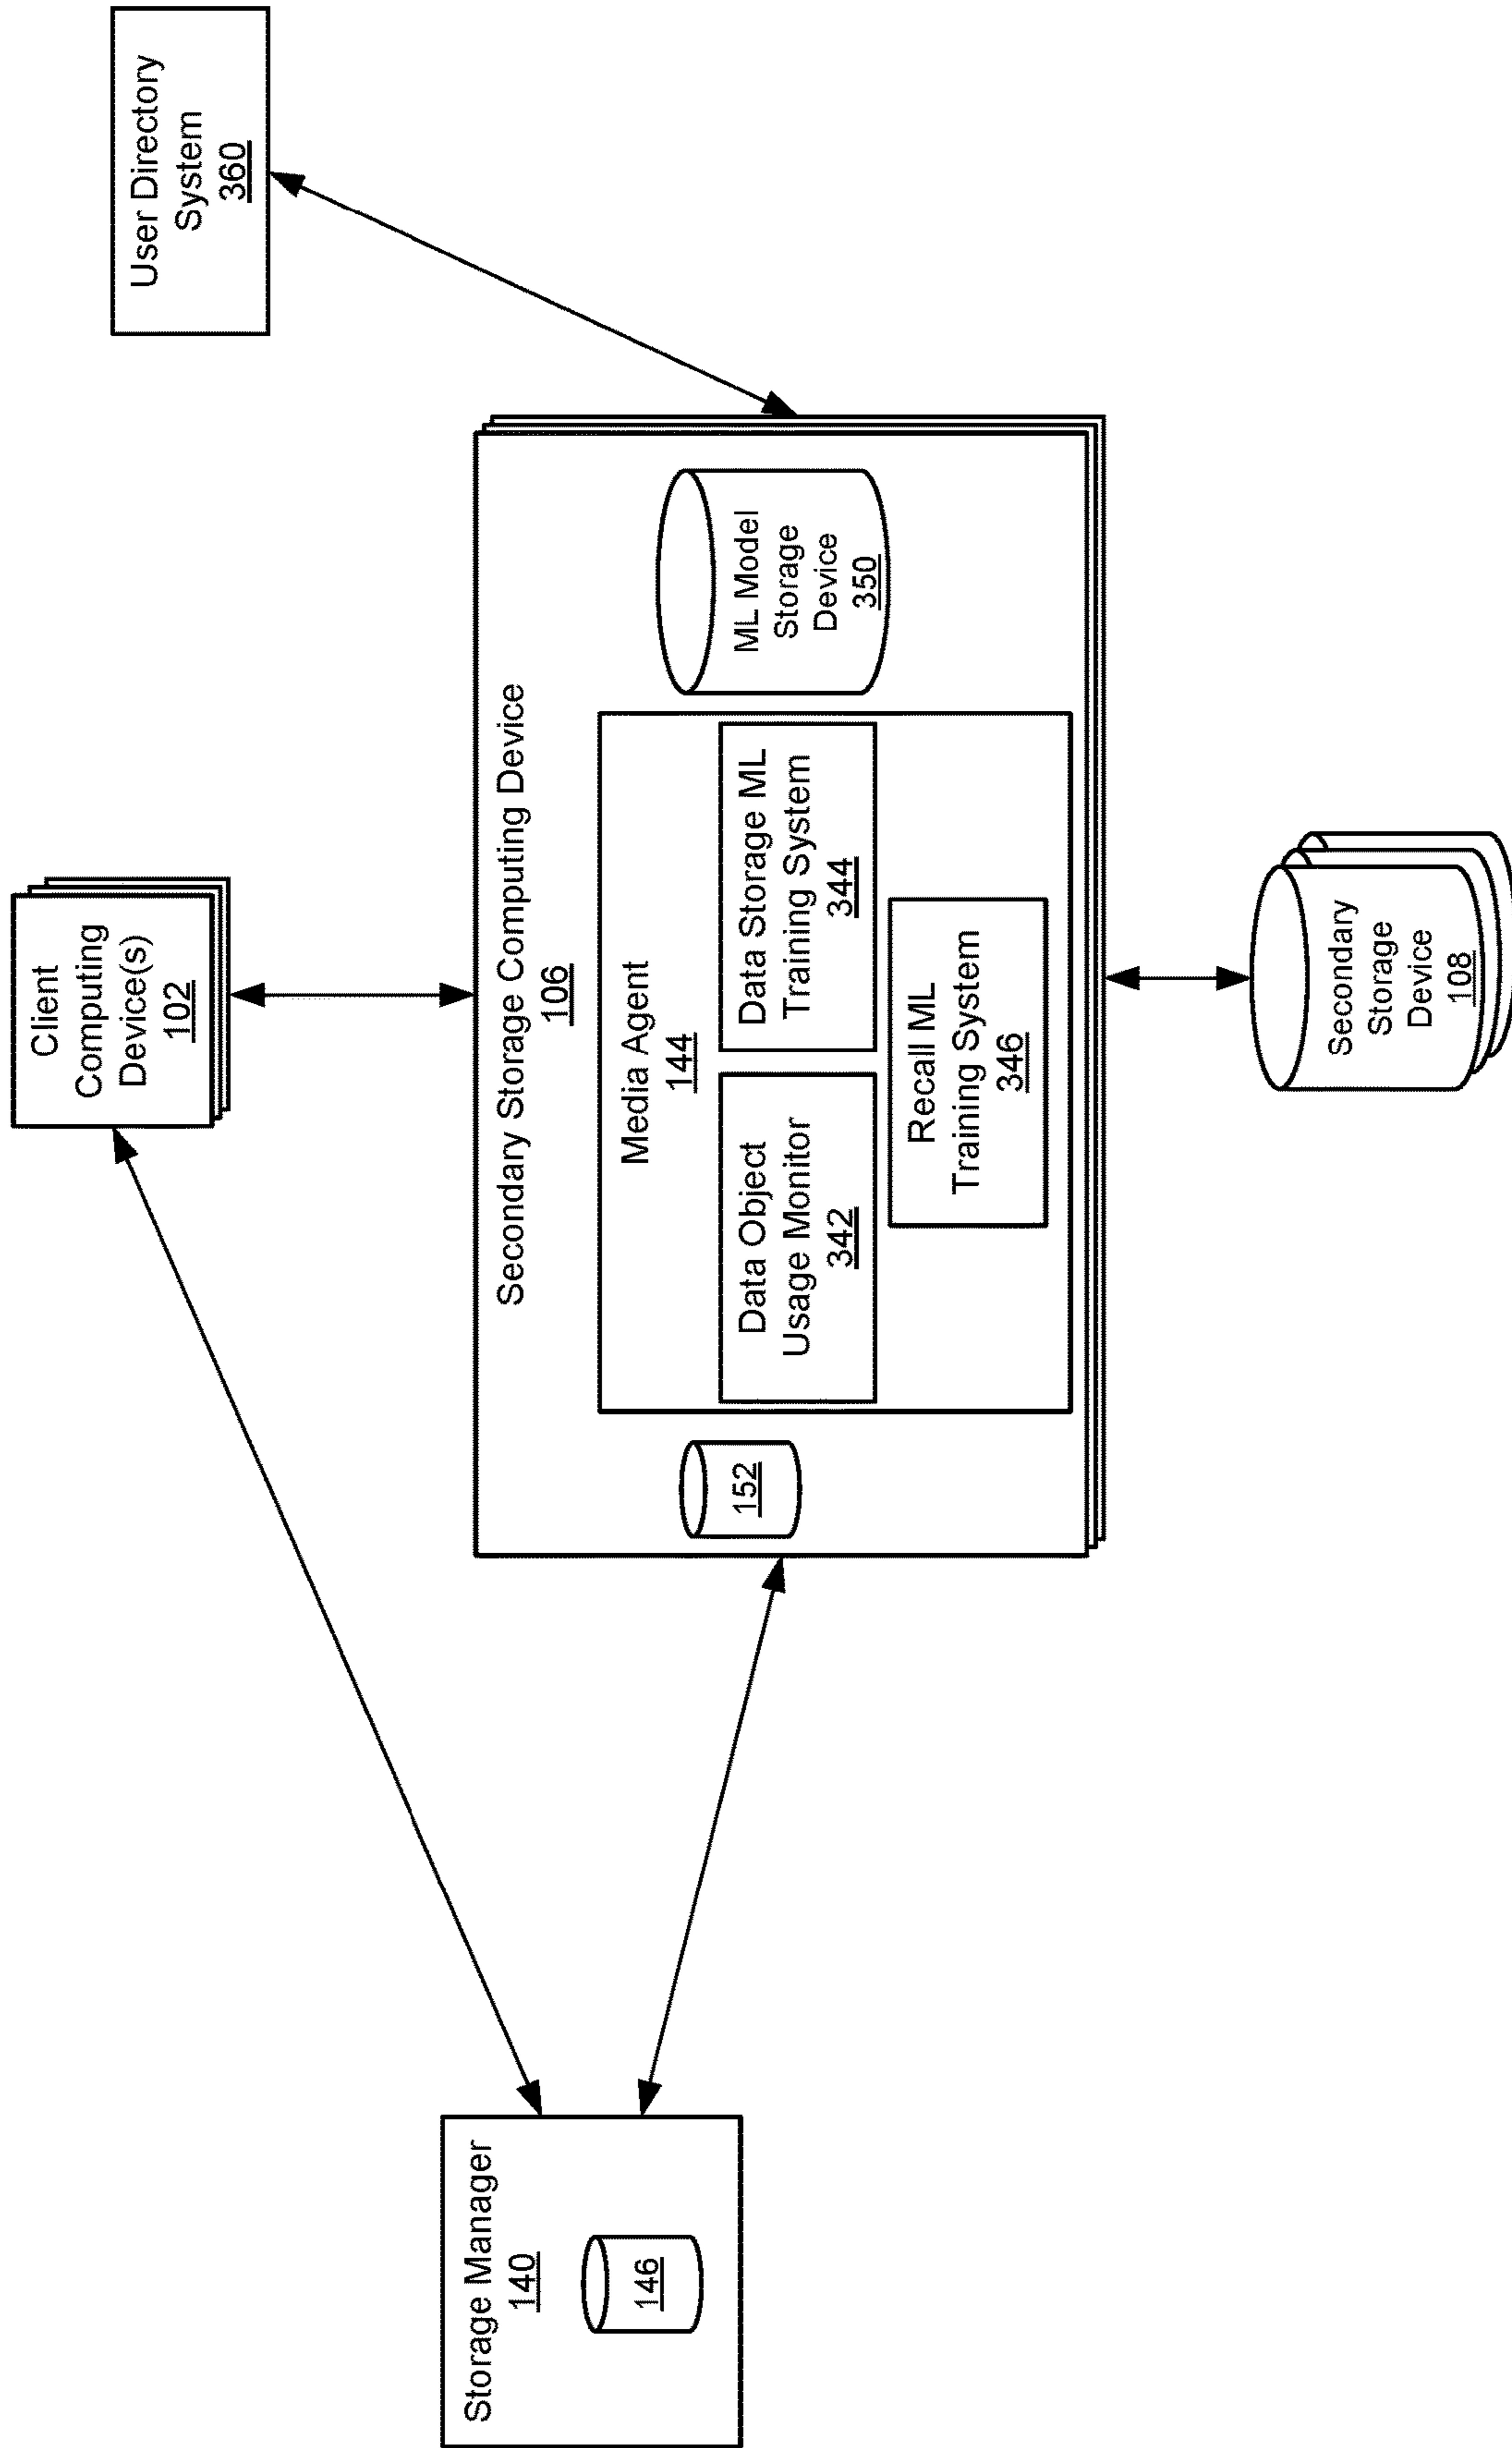 Client
Computing
Device(s)
102
User Directory
System
360
Storage Manager
140
146
Secondary Storage Computing Device
106
152
Media Agent
144
Data Object
Usage Monitor
342
Data Storage ML
Training System
344
Recall ML
Training System
346
ML Model
Storage
Device
350
Secondary
Storage
Device
108